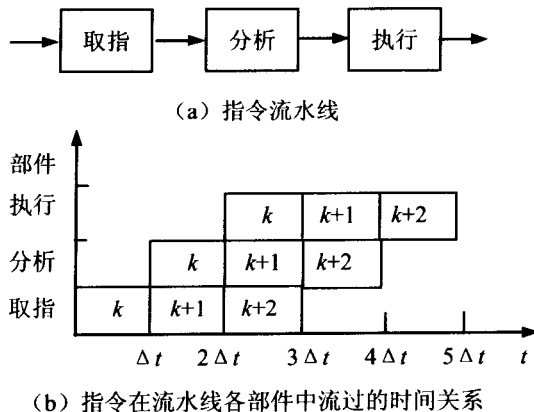 取指 分析 执行
(a) 指令流水线
部件
执行 k k+1 k+2
分析 k k+1 k+2
取指 k k+1 k+2
Δt 2Δt 3Δt 4Δt 5Δt t
(b) 指令在流水线各部件中流过的时间关系